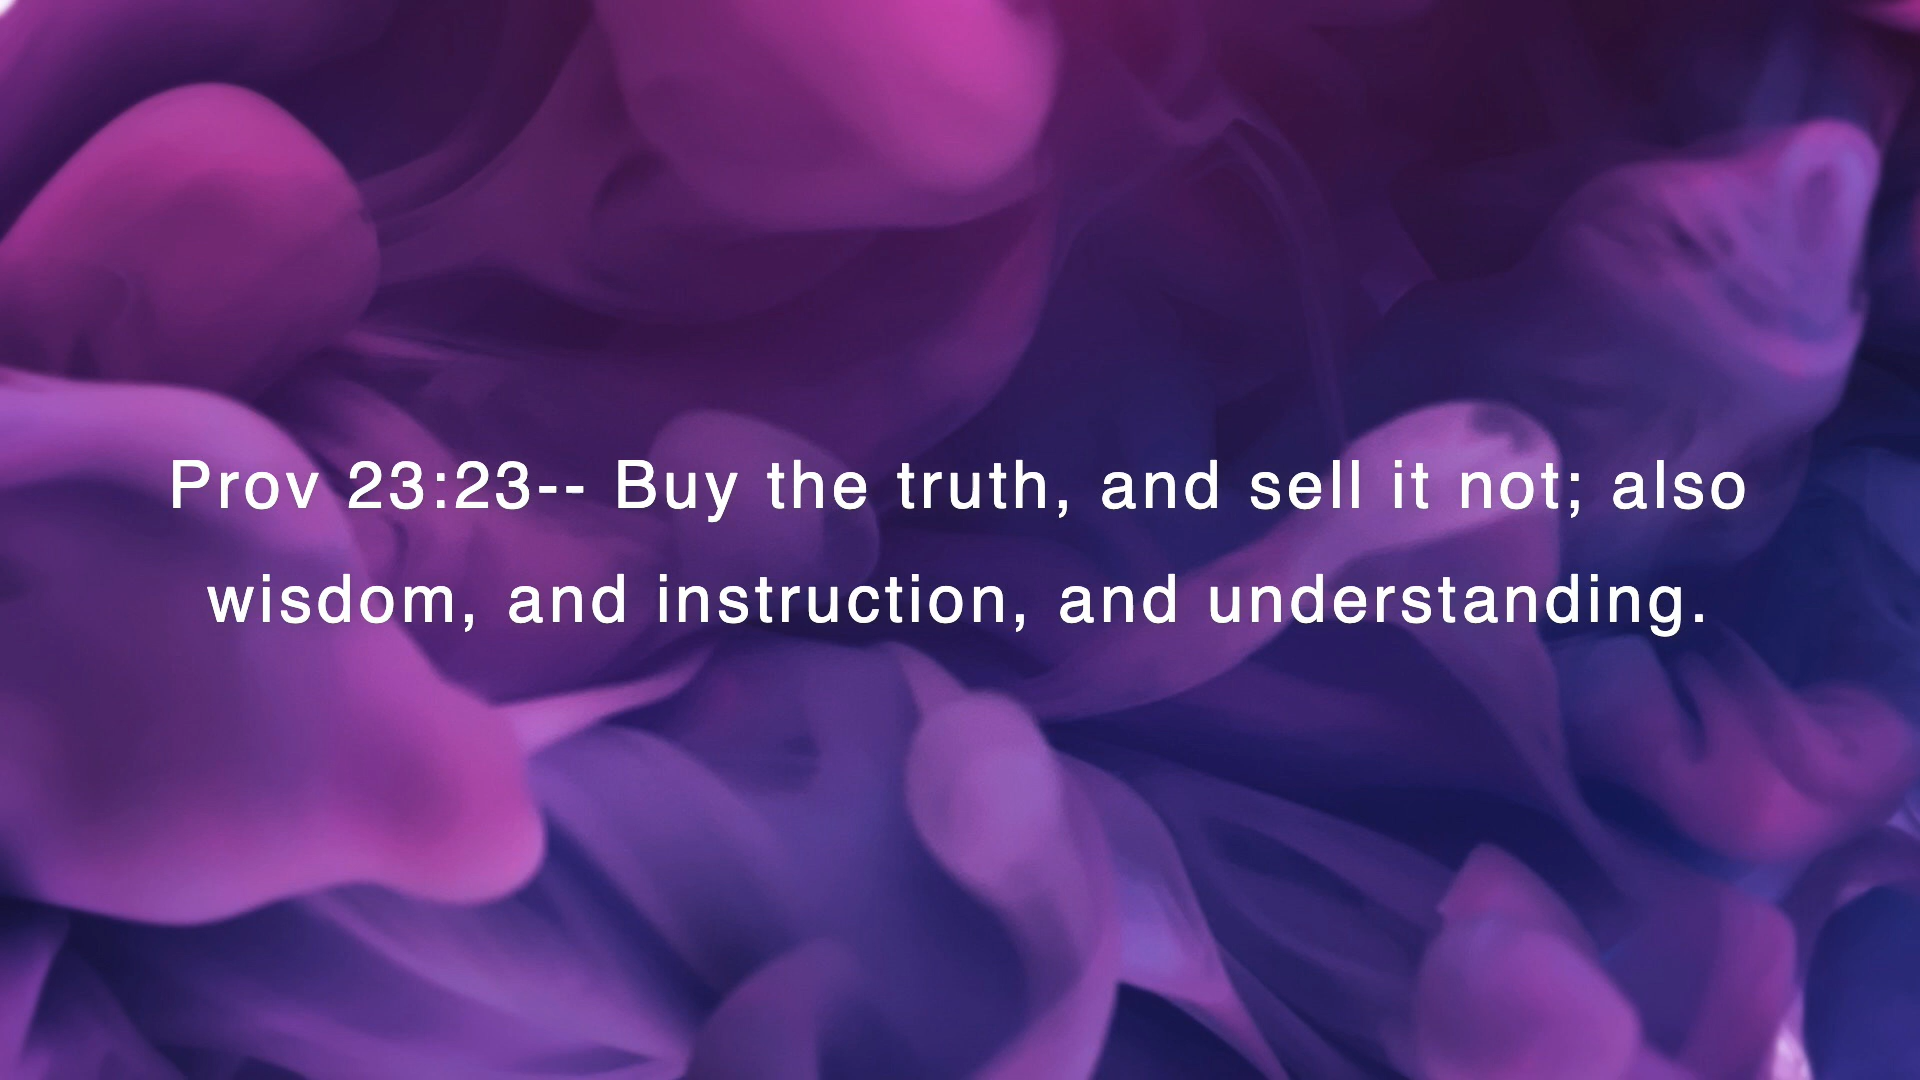 Prov 23:23-- Buy the truth, and sell it not; also
wisdom, and instruction, and understanding.